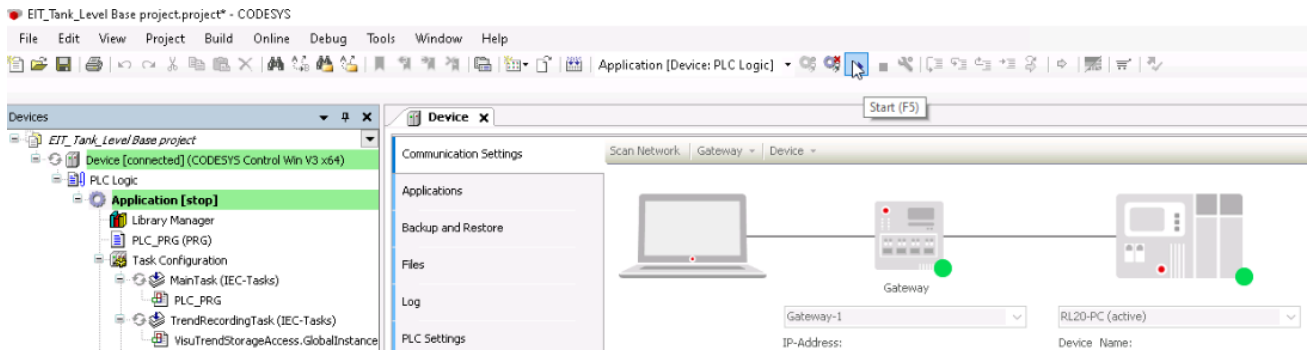 EIT_Tank_Level Base project.project* - CODESYS
File Edit View Project Build Online Debug Tools Window Help
Application [Device: PLC Logic]
Start (F5)
Devices
EIT_Tank_Level Base project
Device [connected] (CODESYS Control Win V3 x64)
PLC Logic
Application [stop]
Library Manager
PLC_PRG (PRG)
Task Configuration
MainTask (IEC-Tasks)
PLC_PRG
TrendRecordingTask (IEC-Tasks)
VisuTrendStorageAccess.GlobalInstance
Device
Communication Settings
Applications
Backup and Restore
Files
Log
PLC Settings
Scan Network Gateway Device
Gateway
Gateway-1 RL20-PC (active)
IP-Address: Device Name: